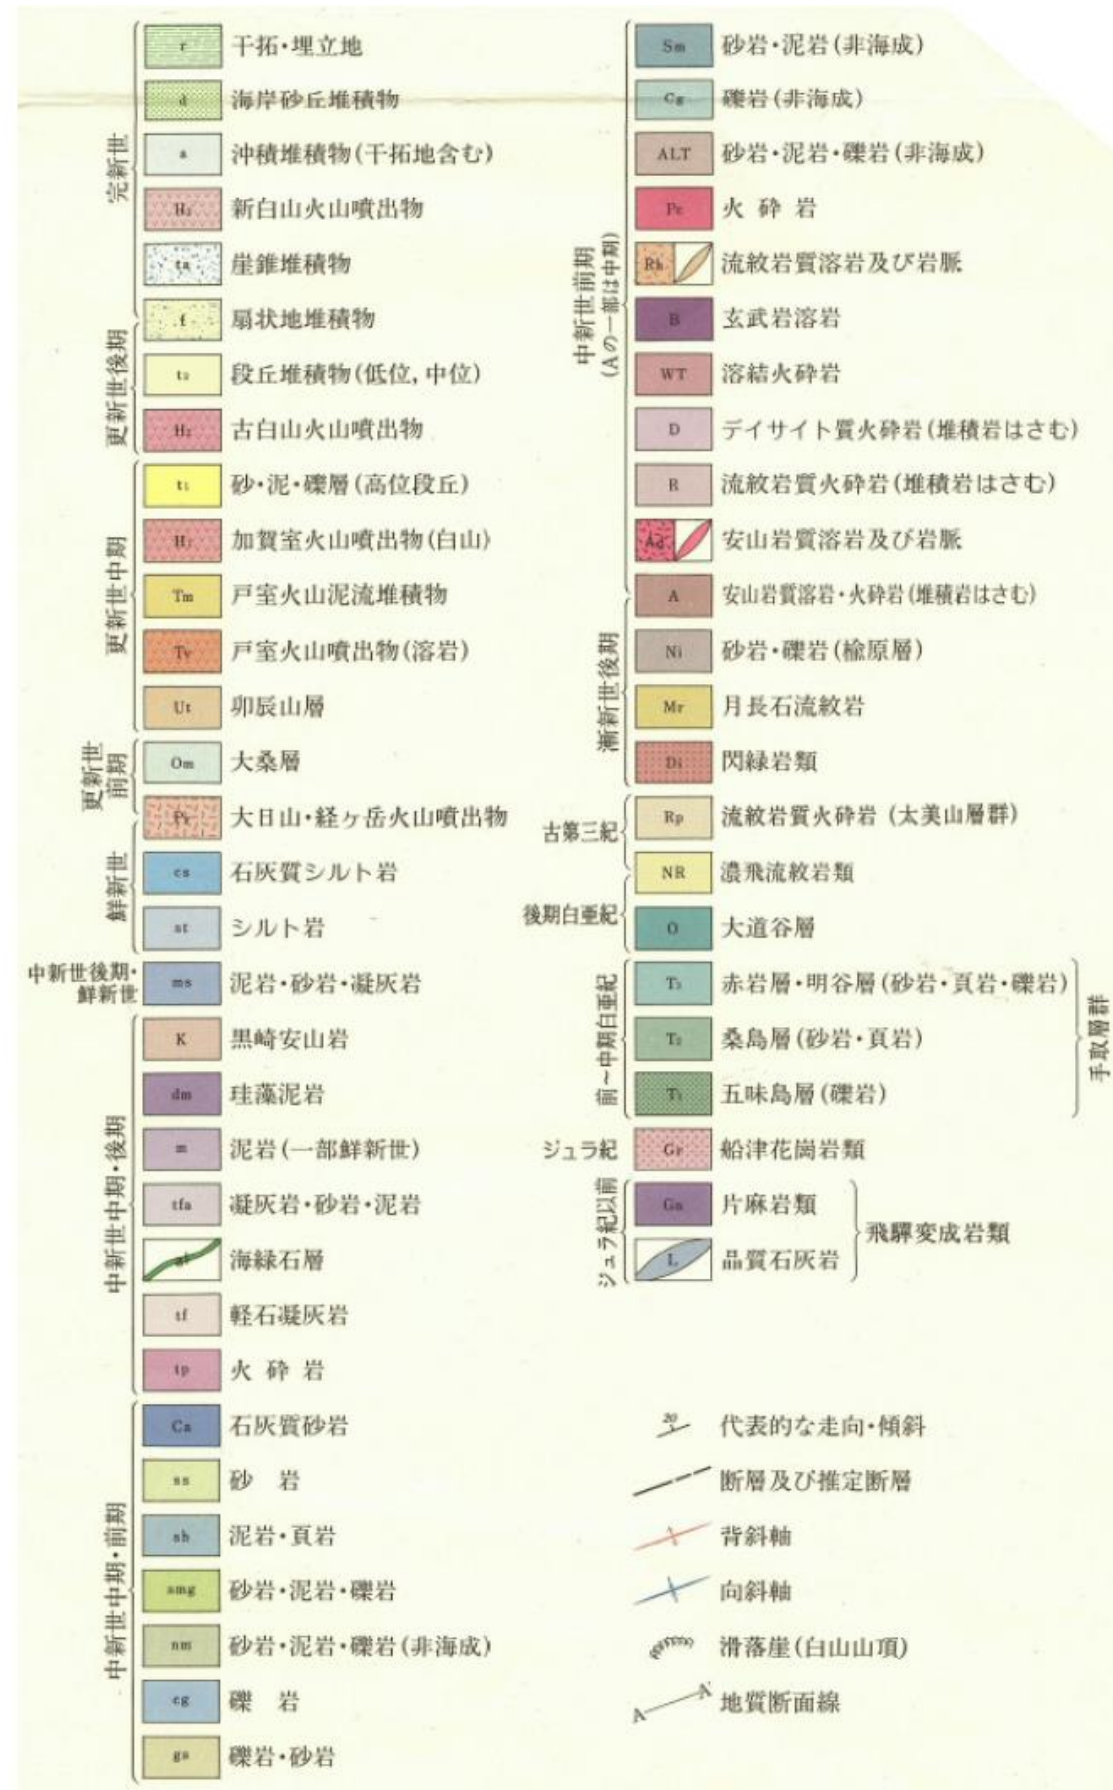 完新世
r 干拓・埋立地
d 海岸砂丘堆積物
a 沖積堆積物(干拓地含む)
H₃ 新白山火山噴出物
ta 崖錐堆積物
f 扇状地堆積物
更新世後期
t₂ 段丘堆積物(低位,中位)
H₂ 古白山火山噴出物
更新世中期
t₁ 砂・泥・礫層(高位段丘)
H₁ 加賀室火山噴出物(白山)
Tm 戸室火山泥流堆積物
Tv 戸室火山噴出物(溶岩)
Ut 卯辰山層
更新世
前期
Om 大桑層
大日山・経ヶ岳火山噴出物
鮮新世
cs 石灰質シルト岩
st シルト岩
中新世後期・
鮮新世
ms 泥岩・砂岩・凝灰岩
中新世中期・後期
K 黒崎安山岩
dm 珪藻泥岩
m 泥岩(一部鮮新世)
tfa 凝灰岩・砂岩・泥岩
海緑石層
tf 軽石凝灰岩
tp 火砕岩
中新世中期・前期
Ca 石灰質砂岩
ss 砂岩
sh 泥岩・頁岩
smg 砂岩・泥岩・礫岩
nm 砂岩・泥岩・礫岩(非海成)
cg 礫岩
gs 礫岩・砂岩
中新世前期
(Aの一部は中期)
Sm 砂岩・泥岩(非海成)
Cg 礫岩(非海成)
ALT 砂岩・泥岩・礫岩(非海成)
Pc 火砕岩
Rh 流紋岩質溶岩及び岩脈
B 玄武岩溶岩
WT 溶結火砕岩
D デイサイト質火砕岩(堆積岩はさむ)
R 流紋岩質火砕岩(堆積岩はさむ)
Ad 安山岩質溶岩及び岩脈
漸新世後期
A 安山岩質溶岩・火砕岩(堆積岩はさむ)
Ni 砂岩・礫岩(楡原層)
Mr 月長石流紋岩
Di 閃緑岩類
古第三紀
Rp 流紋岩質火砕岩(太美山層群)
後期白亜紀
NR 濃飛流紋岩類
O 大道谷層
前~中期白亜紀
T₃ 赤岩層・明谷層(砂岩・頁岩・礫岩)
T₂ 桑島層(砂岩・頁岩)
T₁ 五味島層(礫岩)
手取層群
ジュラ紀
Gr 船津花崗岩類
ジュラ紀以前
Gn 片麻岩類
L 晶質石灰岩
飛驒変成岩類
20 代表的な走向・傾斜
断層及び推定断層
背斜軸
向斜軸
滑落崖(白山山頂)
A A' 地質断面線